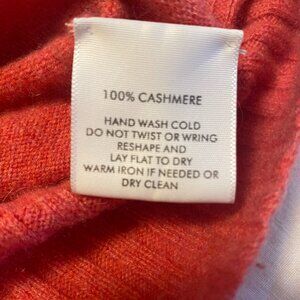 100% CASHMERE
HAND WASH COLD
DO NOT TWIST OR WRING
RESHAPE AND
LAY FLAT TO DRY
WARM IRON IF NEEDED OR
DRY CLEAN